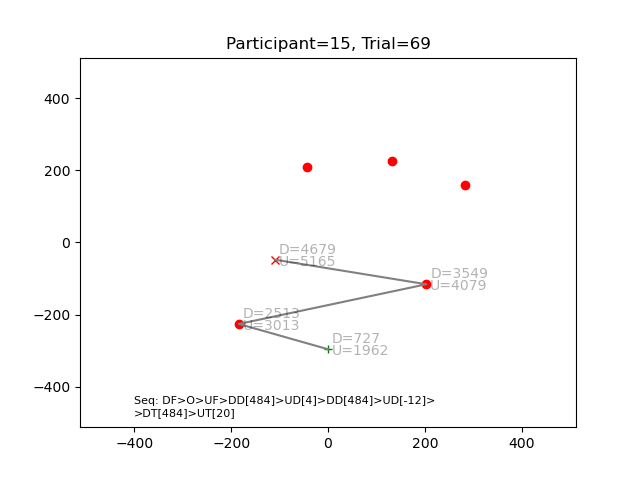 Participant=15, Trial=69
400
200
0
−200
−400
D=4679
U=5165
D=3549
U=4079
D=2513
U=3013
D=727
U=1962
Seq: DF>O>UF>DD[484]>UD[4]>DD[484]>UD[-12]>
>DT[484]>UT[20]
−400 −200 0 200 400